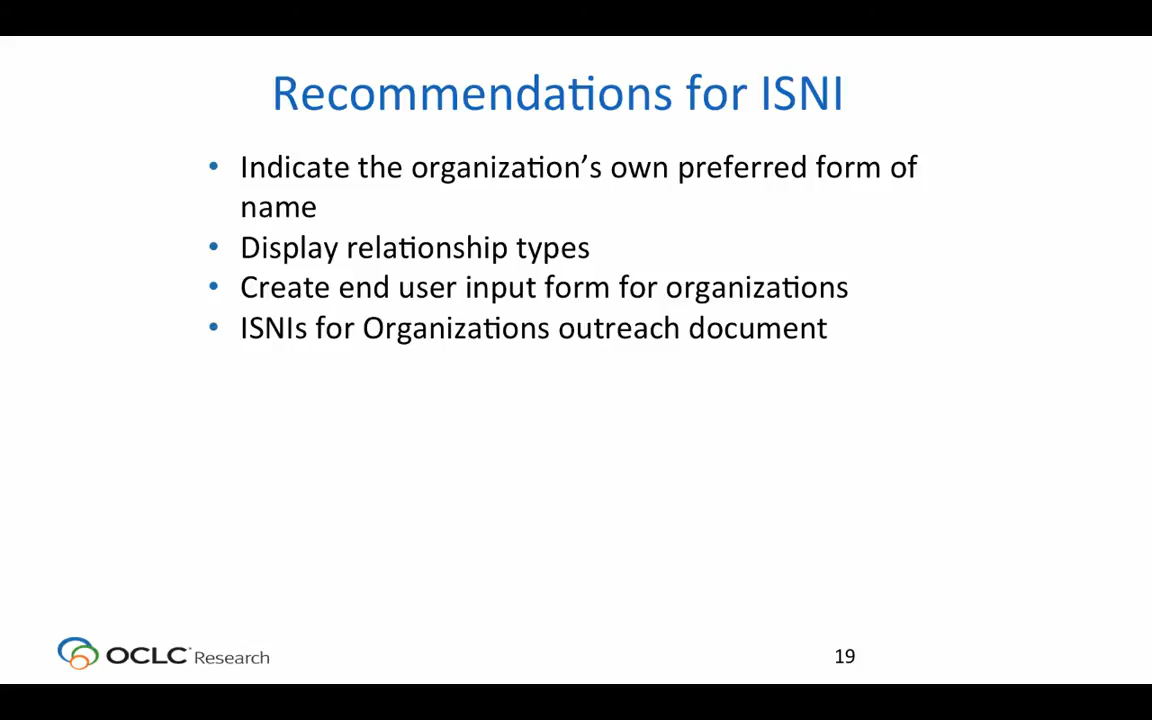 Recommendations for ISNI
• Indicate the organization’s own preferred form of
name
• Display relationship types
• Create end user input form for organizations
• ISNIs for Organizations outreach document
OCLC Research
19